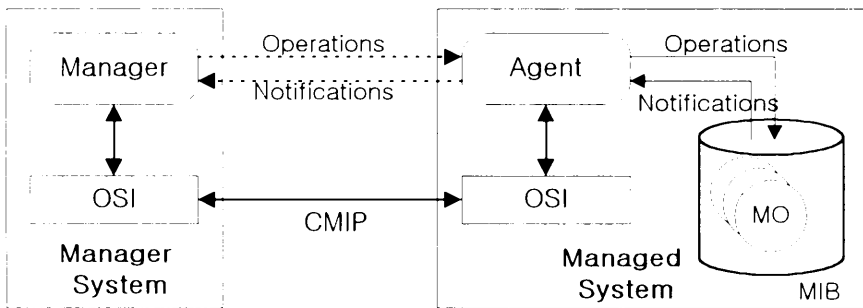 Operations
Manager
Agent
Operations
Notifications
Notifications
OSI
OSI
MO
CMIP
Manager
System
Managed
System
MIB